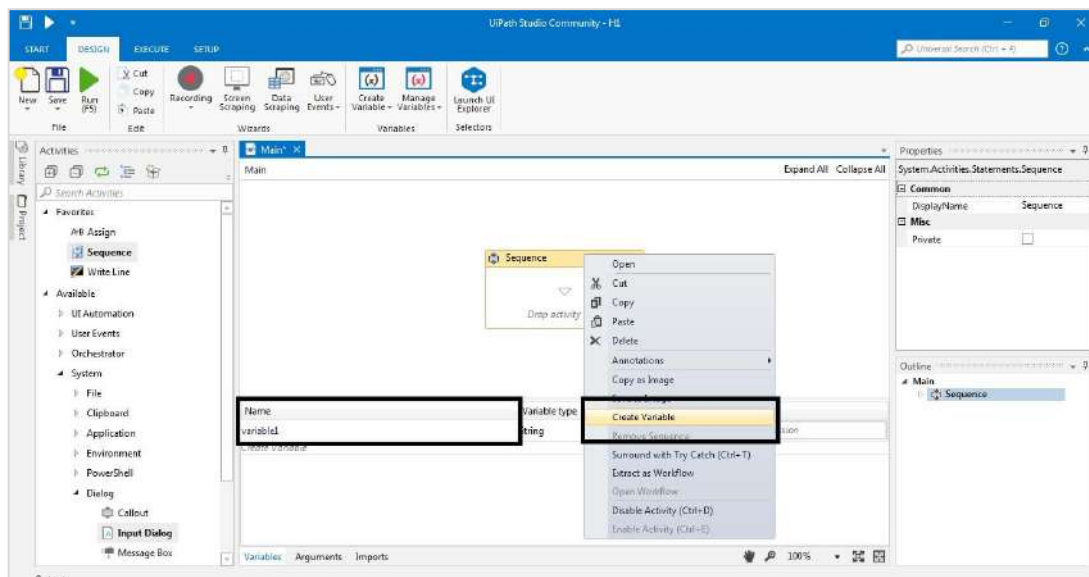 UiPath Studio Community - H1
START DESIGN EXECUTE SETUP
Universal Search (Ctrl + F)
New
Save
Run
(F5)
Cut
Copy
Paste
Recording
Screen
Scraping
Data
Scraping
User
Events
Create
Variable
Manage
Variables
Launch UI
Explorer
File Edit Wizards Variables Selectors
Library
Project
Activities
Search Activities
Favorites
A+B Assign
Sequence
Write Line
Available
UI Automation
User Events
Orchestrator
System
File
Clipboard
Application
Environment
PowerShell
Dialog
Callout
Input Dialog
Message Box
Main*
Main Expand All Collapse All
Sequence
Drop activity
Open
Cut
Copy
Paste
Delete
Annotations
Copy as Image
Create Variable
Remove Sequence
Surround with Try Catch (Ctrl+T)
Extract as Workflow
Open Workflow
Disable Activity (Ctrl+D)
Enable Activity (Ctrl+E)
Name Variable type
variable1 String
Create Variable
Variables Arguments Imports 100%
Properties
System.Activities.Statements.Sequence
Common
DisplayName Sequence
Misc
Private
Outline
Main
Sequence